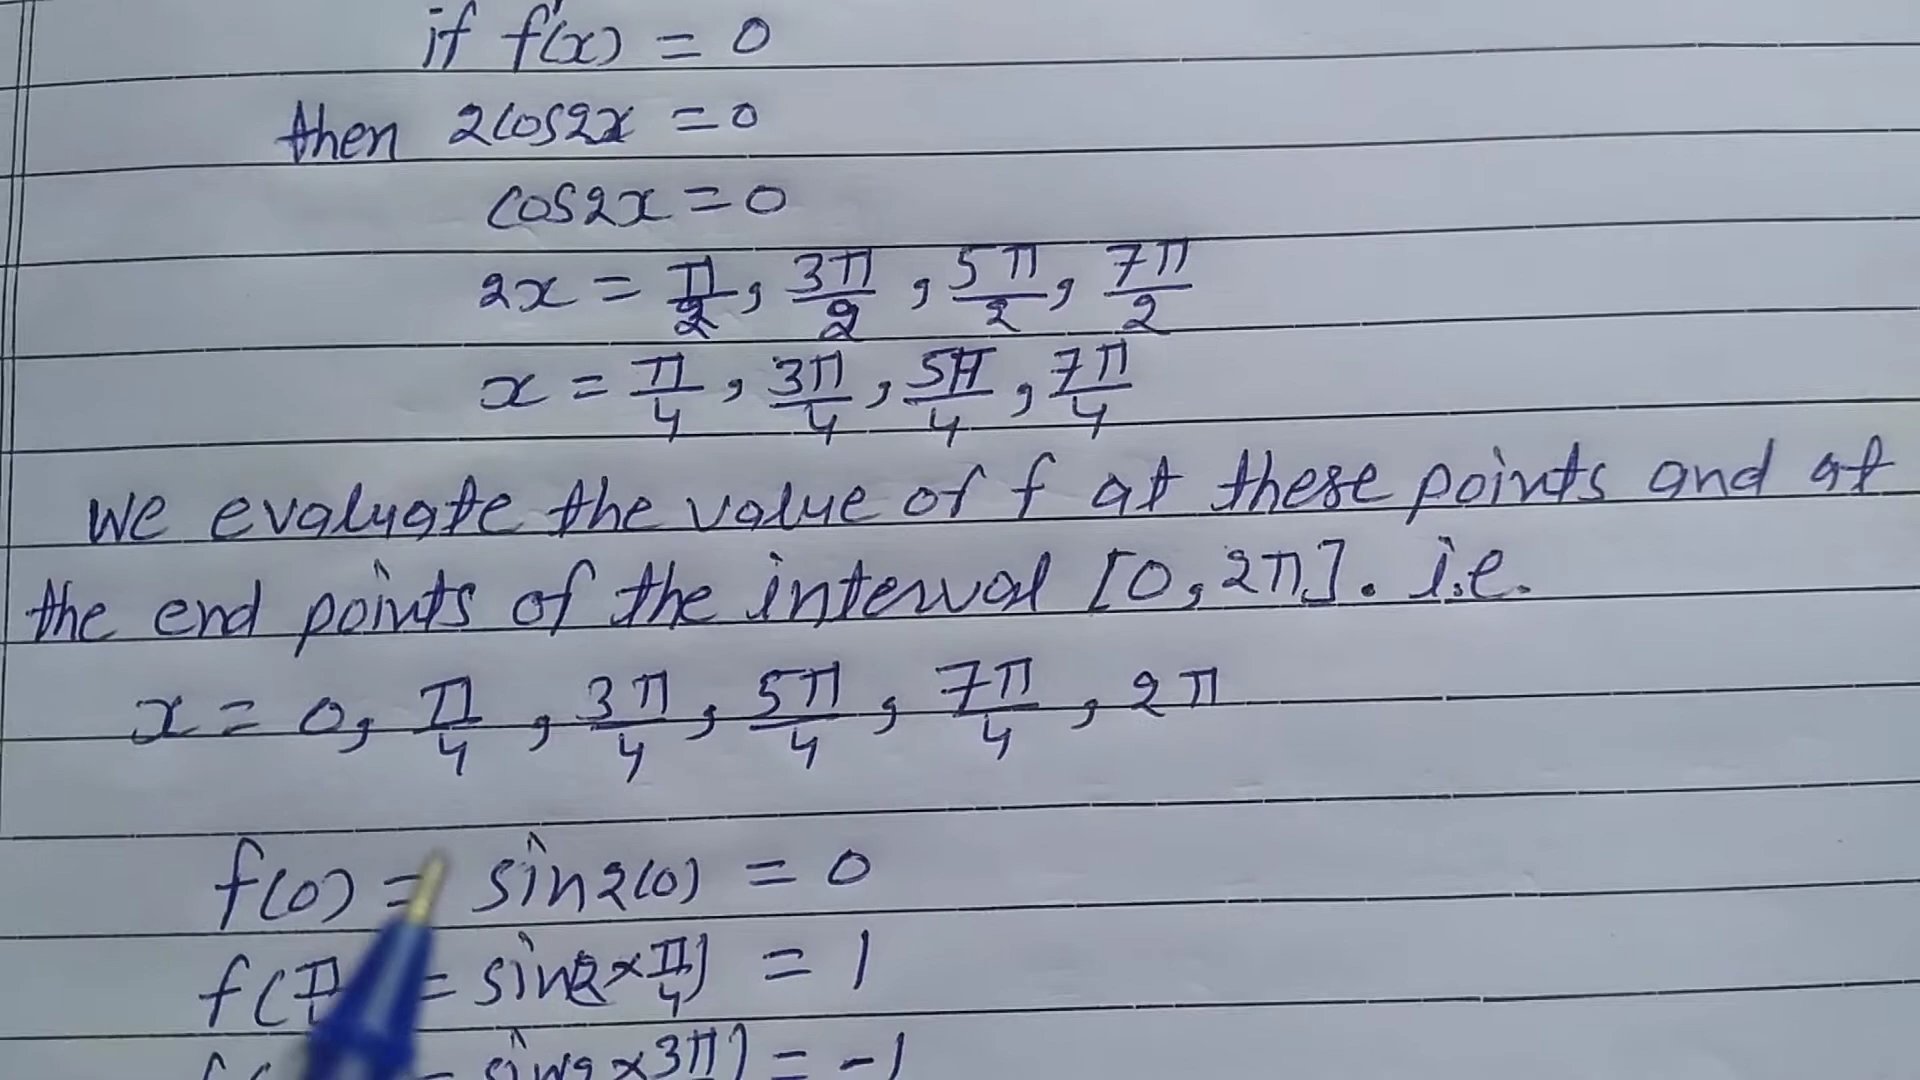 if f'(x) = 0
then 2cos2x = 0
cos2x = 0
2x = π/2, 3π/2, 5π/2, 7π/2
x = π/4, 3π/4, 5π/4, 7π/4
We evaluate the value of f at these points and at
the end points of the interval [0, 2π]. i.e.
x = 0, π/4, 3π/4, 5π/4, 7π/4, 2π
f(0) = sin2(0) = 0
f(π = sin(2×π/4) = 1
= sin2×3π) = -1